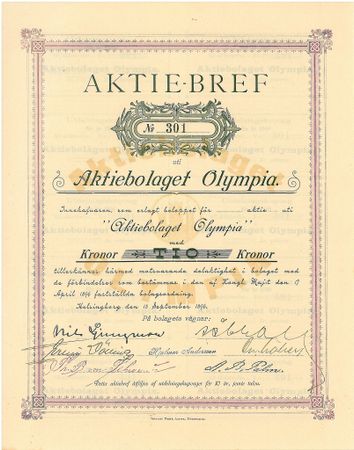 AKTIE-BREF
№ 301
uti
Aktiebolaget Olympia.
Innehafvaren, som erlagt beloppet för aktie uti
"Aktiebolaget Olympia"
med
Kronor TIO Kronor
tillerkännes härmed motsvarande delaktighet i bolaget med
de förbindelser som bestämmas i den af Kongl. Majt den 17
April 1896 fastställda bolagsordning.
Helsingborg den 15 September 1896.
På bolagets vägnar:
Nils Ljunggren
Hjalmar Andersson
Detta aktiebref åtföljes af utdelningskuponger för 10 år, jemte talon.